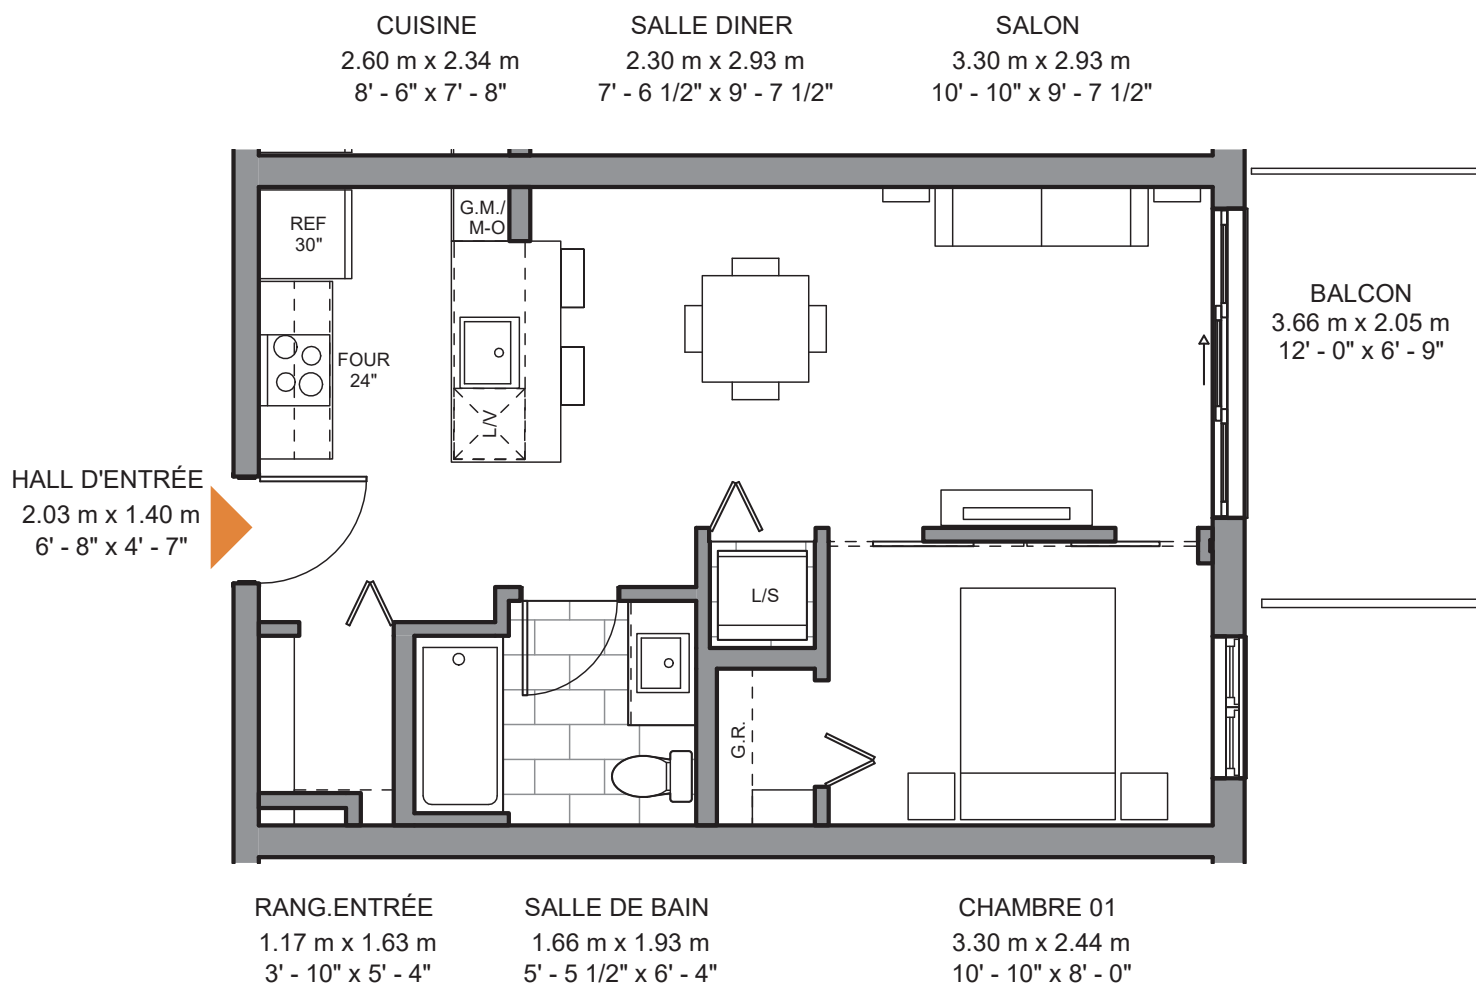 CUISINE
2.60 m x 2.34 m
8' - 6" x 7' - 8"
SALLE DINER
2.30 m x 2.93 m
7' - 6 1/2" x 9' - 7 1/2"
SALON
3.30 m x 2.93 m
10' - 10" x 9' - 7 1/2"
REF
30"
G.M./
M-O
BALCON
3.66 m x 2.05 m
12' - 0" x 6' - 9"
FOUR
24"
L/V
HALL D'ENTRÉE
2.03 m x 1.40 m
6' - 8" x 4' - 7"
L/S
G.R.
RANG.ENTRÉE
1.17 m x 1.63 m
3' - 10" x 5' - 4"
SALLE DE BAIN
1.66 m x 1.93 m
5' - 5 1/2" x 6' - 4"
CHAMBRE 01
3.30 m x 2.44 m
10' - 10" x 8' - 0"